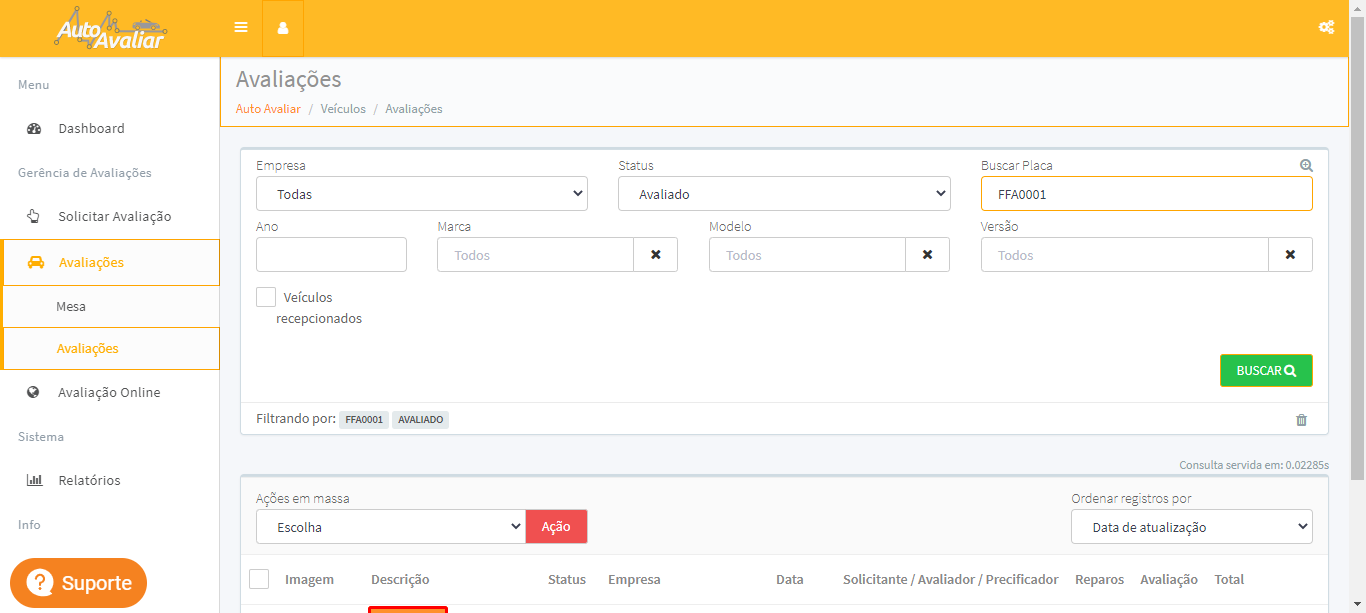 Auto Avaliar
Menu
Dashboard
Gerência de Avaliações
Solicitar Avaliação
Avaliações
Mesa
Avaliações
Avaliação Online
Sistema
Relatórios
Info
? Suporte
Avaliações
Auto Avaliar / Veículos / Avaliações
Empresa Status Buscar Placa
Todas Avaliado FFA0001
Ano Marca Modelo Versão
Todos Todos Todos
Veículos
recepcionados
BUSCAR
Filtrando por: FFA0001 AVALIADO
Consulta servida em: 0.02285s
Ações em massa Ordenar registros por
Escolha Ação Data de atualização
Imagem Descrição Status Empresa Data Solicitante / Avaliador / Precificador Reparos Avaliação Total